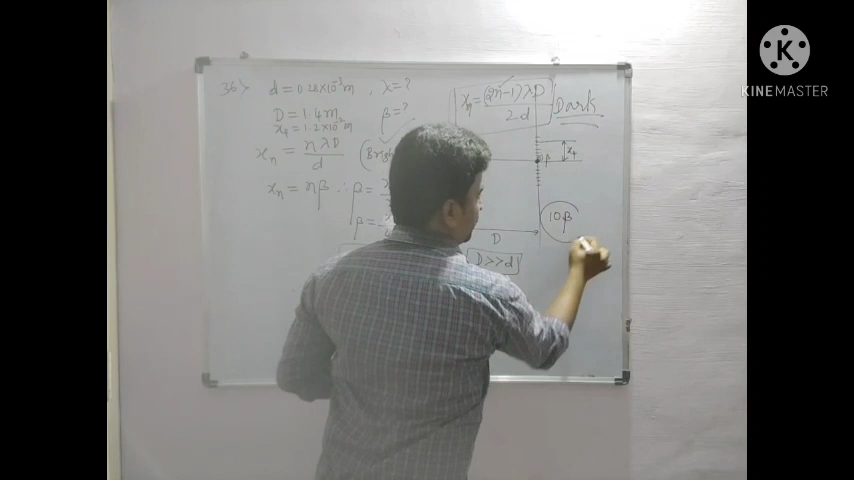 36> d = 0.28×10⁻³m , λ = ?
D = 1.4m β = ?
x₄ = 1.2×10⁻²m
xₙ = nλD / d (Brigh
xₙ = nβ ∴ β =
β =
xₙ = (2n-1)λD / 2d Dark
x₄
10β
D
D>>d
K
KINEMASTER